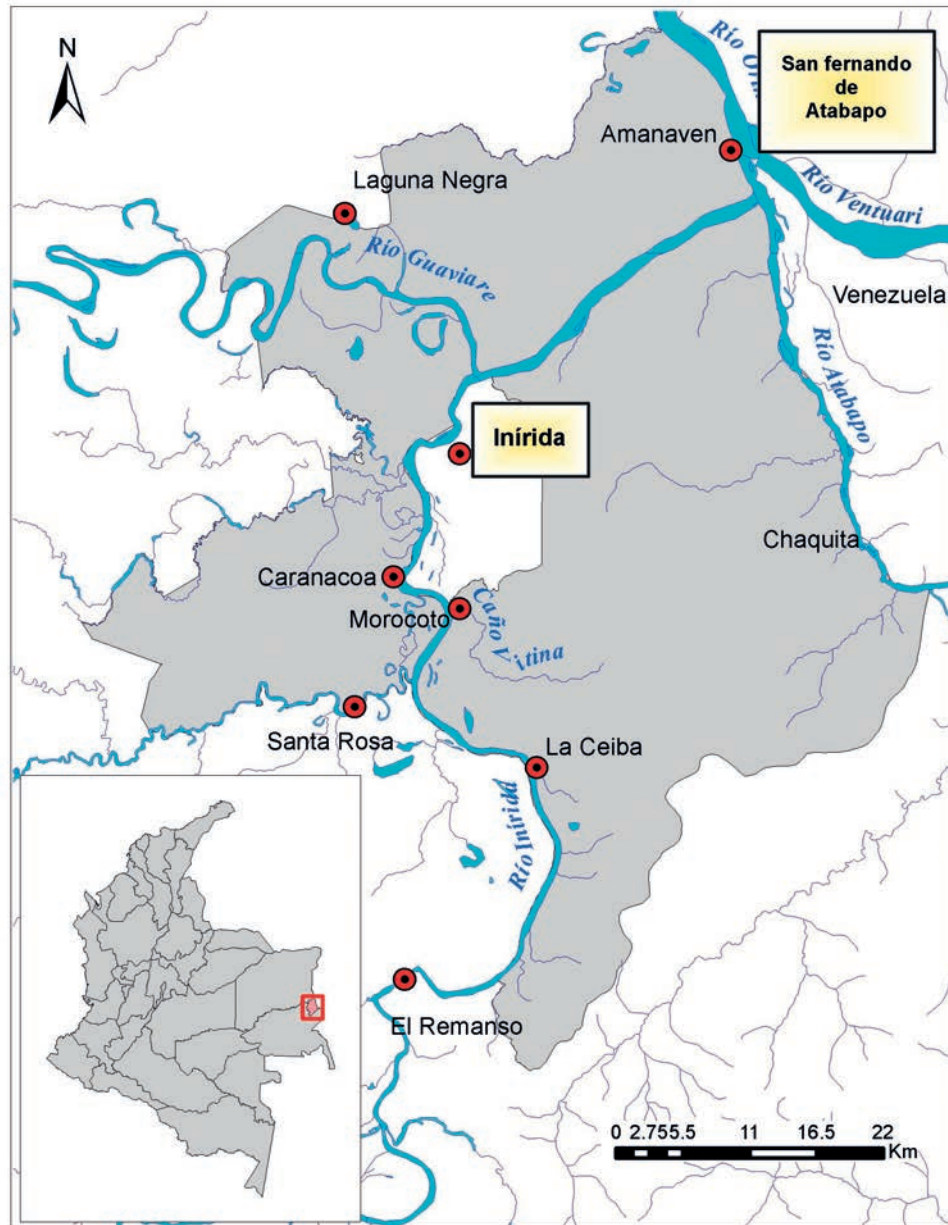 N
San fernando
de
Atabapo
Amanaven
Laguna Negra
Río Ventuari
Río Guaviare
Venezuela
Río Atabapo
Inírida
Chaquita
Caranacoa
Morocoto
Caño Vitina
Santa Rosa
La Ceiba
Río Inírida
El Remanso
0 2.75 5.5 11 16.5 22
Km
Río